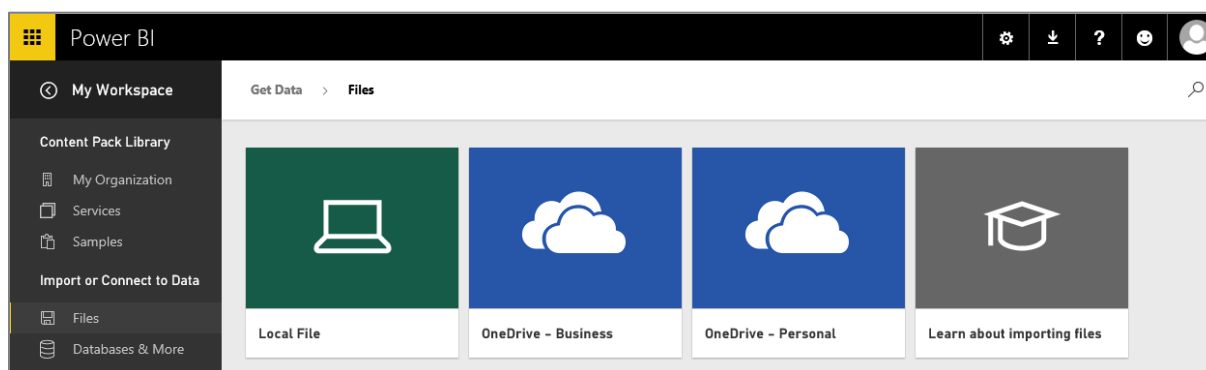 Power BI
?
My Workspace
Get Data > Files
Content Pack Library
My Organization
Services
Samples
Import or Connect to Data
Files
Databases & More
Local File
OneDrive – Business
OneDrive – Personal
Learn about importing files